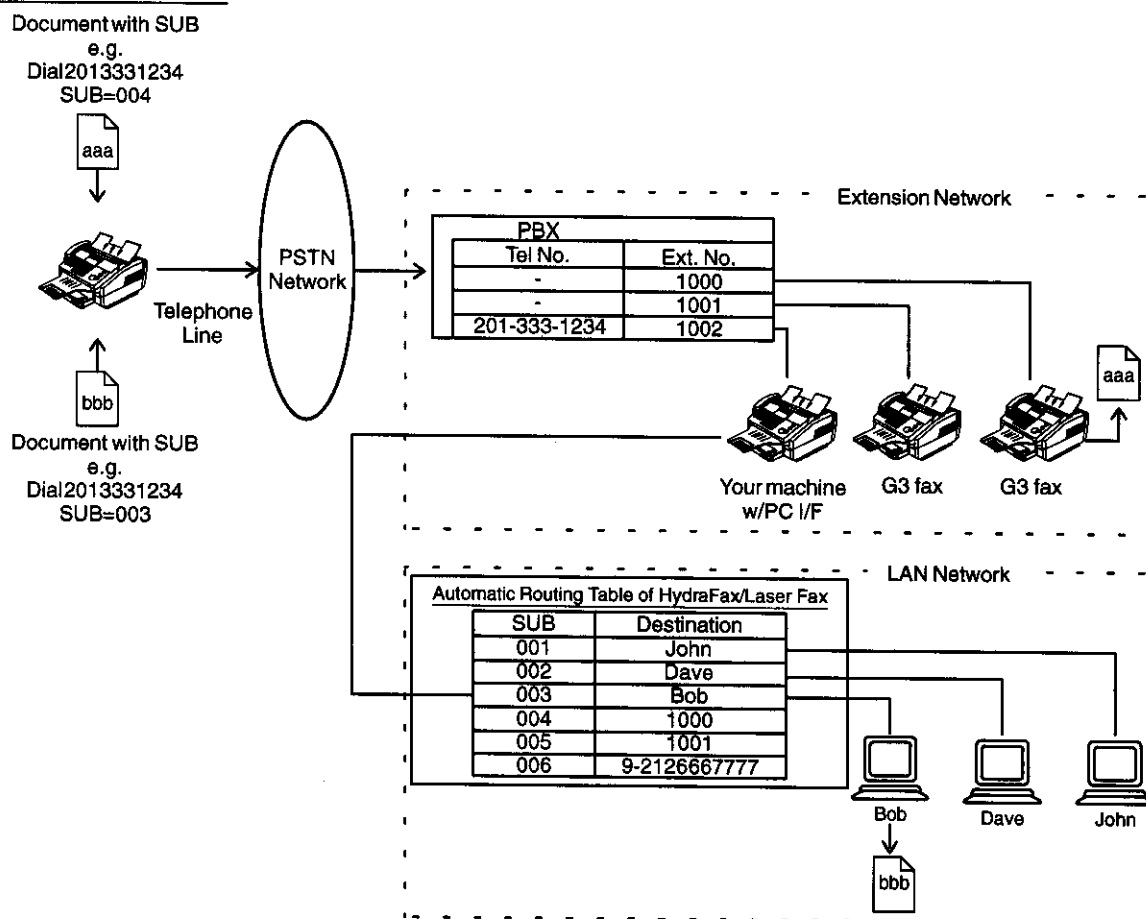 Document with SUB
e.g.
Dial2013331234
SUB=004
aaa
Telephone
Line
bbb
Document with SUB
e.g.
Dial2013331234
SUB=003
PSTN
Network
Extension Network
PBX
Tel No. Ext. No.
- 1000
- 1001
201-333-1234 1002
aaa
Your machine
w/PC I/F
G3 fax
G3 fax
LAN Network
Automatic Routing Table of HydraFax/Laser Fax
SUB Destination
001 John
002 Dave
003 Bob
004 1000
005 1001
006 9-2126667777
Bob
Dave
John
bbb